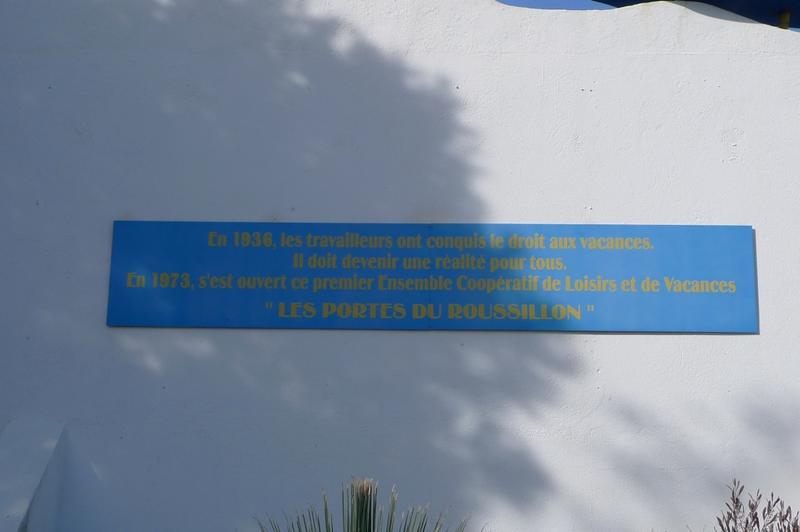 En 1936, les travailleurs ont conquis le droit aux vacances.
Il doit devenir une réalité pour tous.
En 1973, s'est ouvert ce premier Ensemble Coopératif de Loisirs et de Vacances
" LES PORTES DU ROUSSILLON "